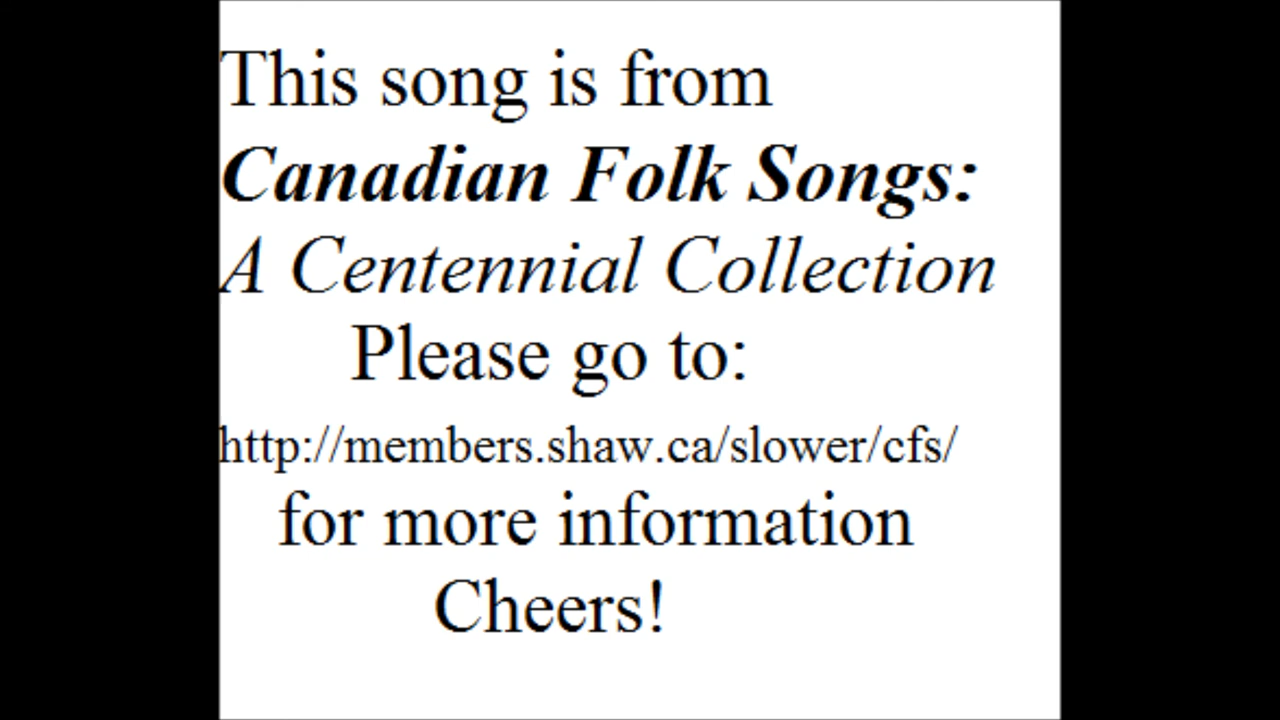 This song is from
Canadian Folk Songs:
A Centennial Collection
Please go to:
http://members.shaw.ca/slower/cfs/
for more information
Cheers!